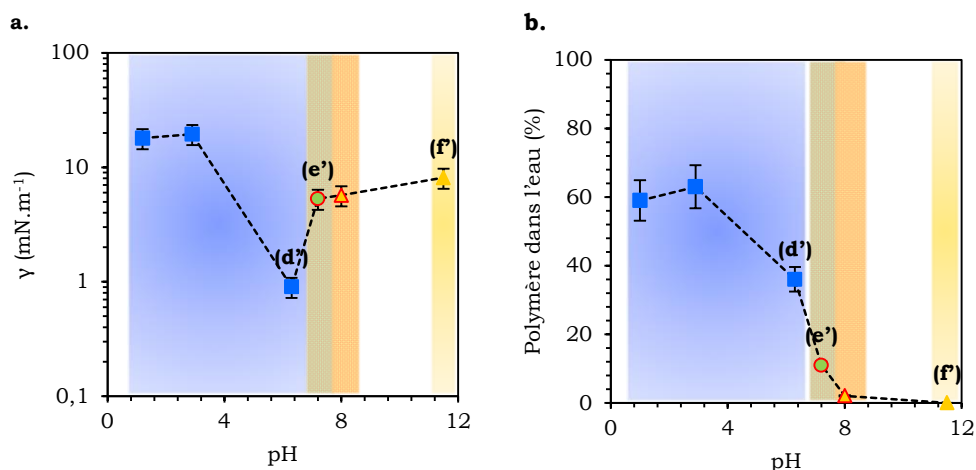 a.
100
10
1
0,1
γ (mN.m⁻¹)
(d’)
(e’)
(f’)
0
4
8
12
pH
b.
100
80
60
40
20
0
Polymère dans l’eau (%)
(d’)
(e’)
(f’)
0
4
8
12
pH